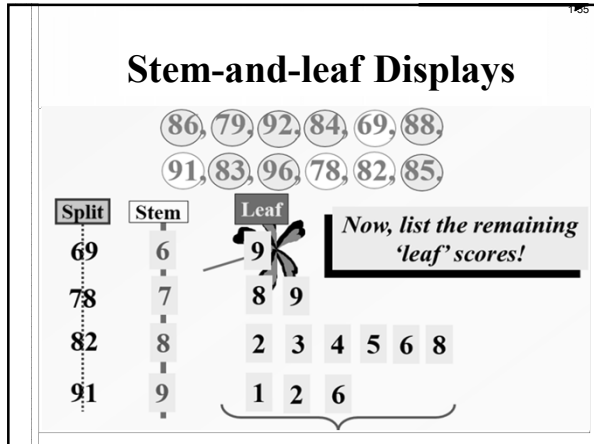 1-35
Stem-and-leaf Displays
86, 79, 92, 84, 69, 88,
91, 83, 96, 78, 82, 85,
Split Stem Leaf
Now, list the remaining
‘leaf’ scores!
69 6 9
78 7 8 9
82 8 2 3 4 5 6 8
91 9 1 2 6